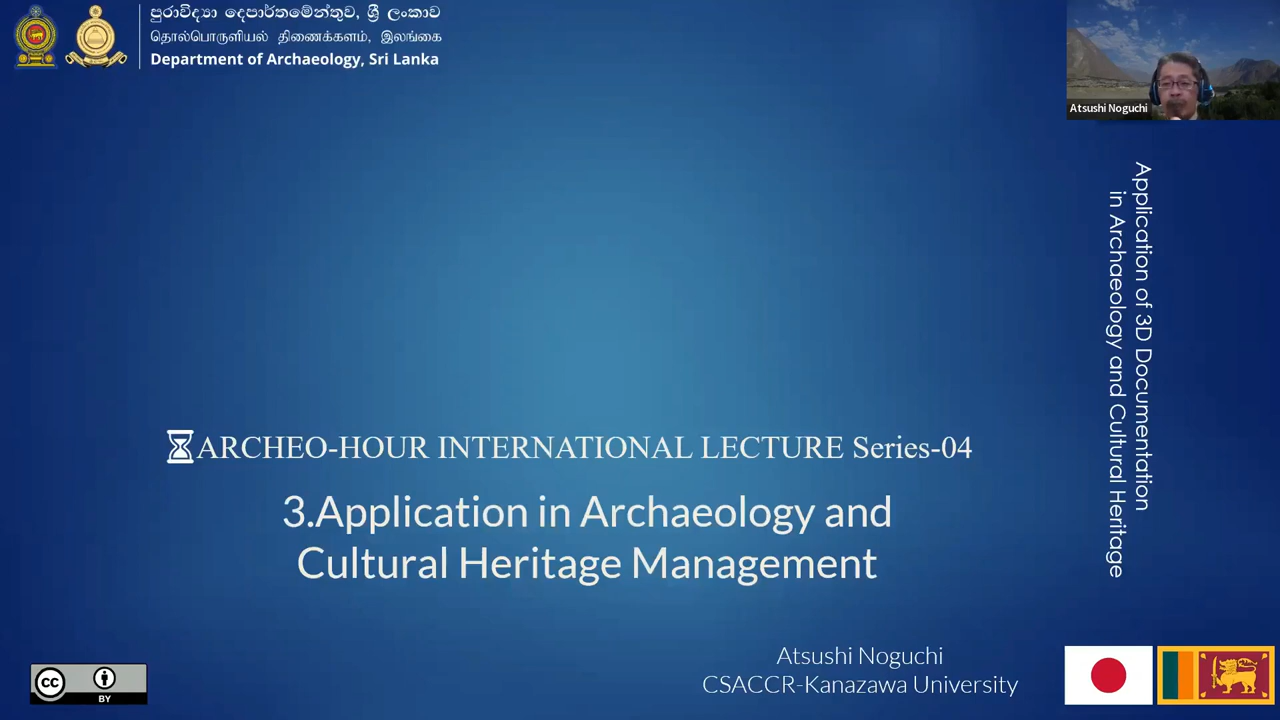 පුරාවිද්‍යා දෙපාර්තමේන්තුව, ශ්‍රී ලංකාව
தொல்பொருளியல் திணைக்களம், இலங்கை
Department of Archaeology, Sri Lanka
Atsushi Noguchi
Application of 3D Documentation
in Archaeology and Cultural Heritage
ARCHEO-HOUR INTERNATIONAL LECTURE Series-04
3.Application in Archaeology and
Cultural Heritage Management
Atsushi Noguchi
CSACCR-Kanazawa University
cc
BY